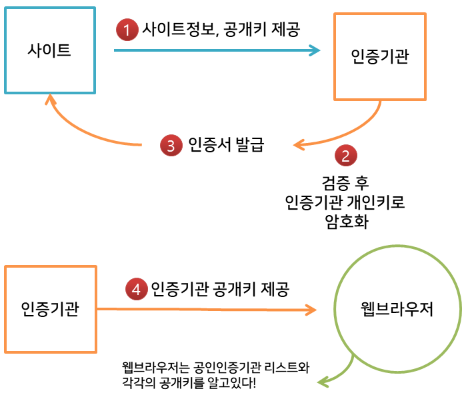 사이트
1 사이트정보, 공개키 제공
인증기관
3 인증서 발급
2
검증 후
인증기관 개인키로
암호화
인증기관
4 인증기관 공개키 제공
웹브라우저
웹브라우저는 공인인증기관 리스트와
각각의 공개키를 알고있다!